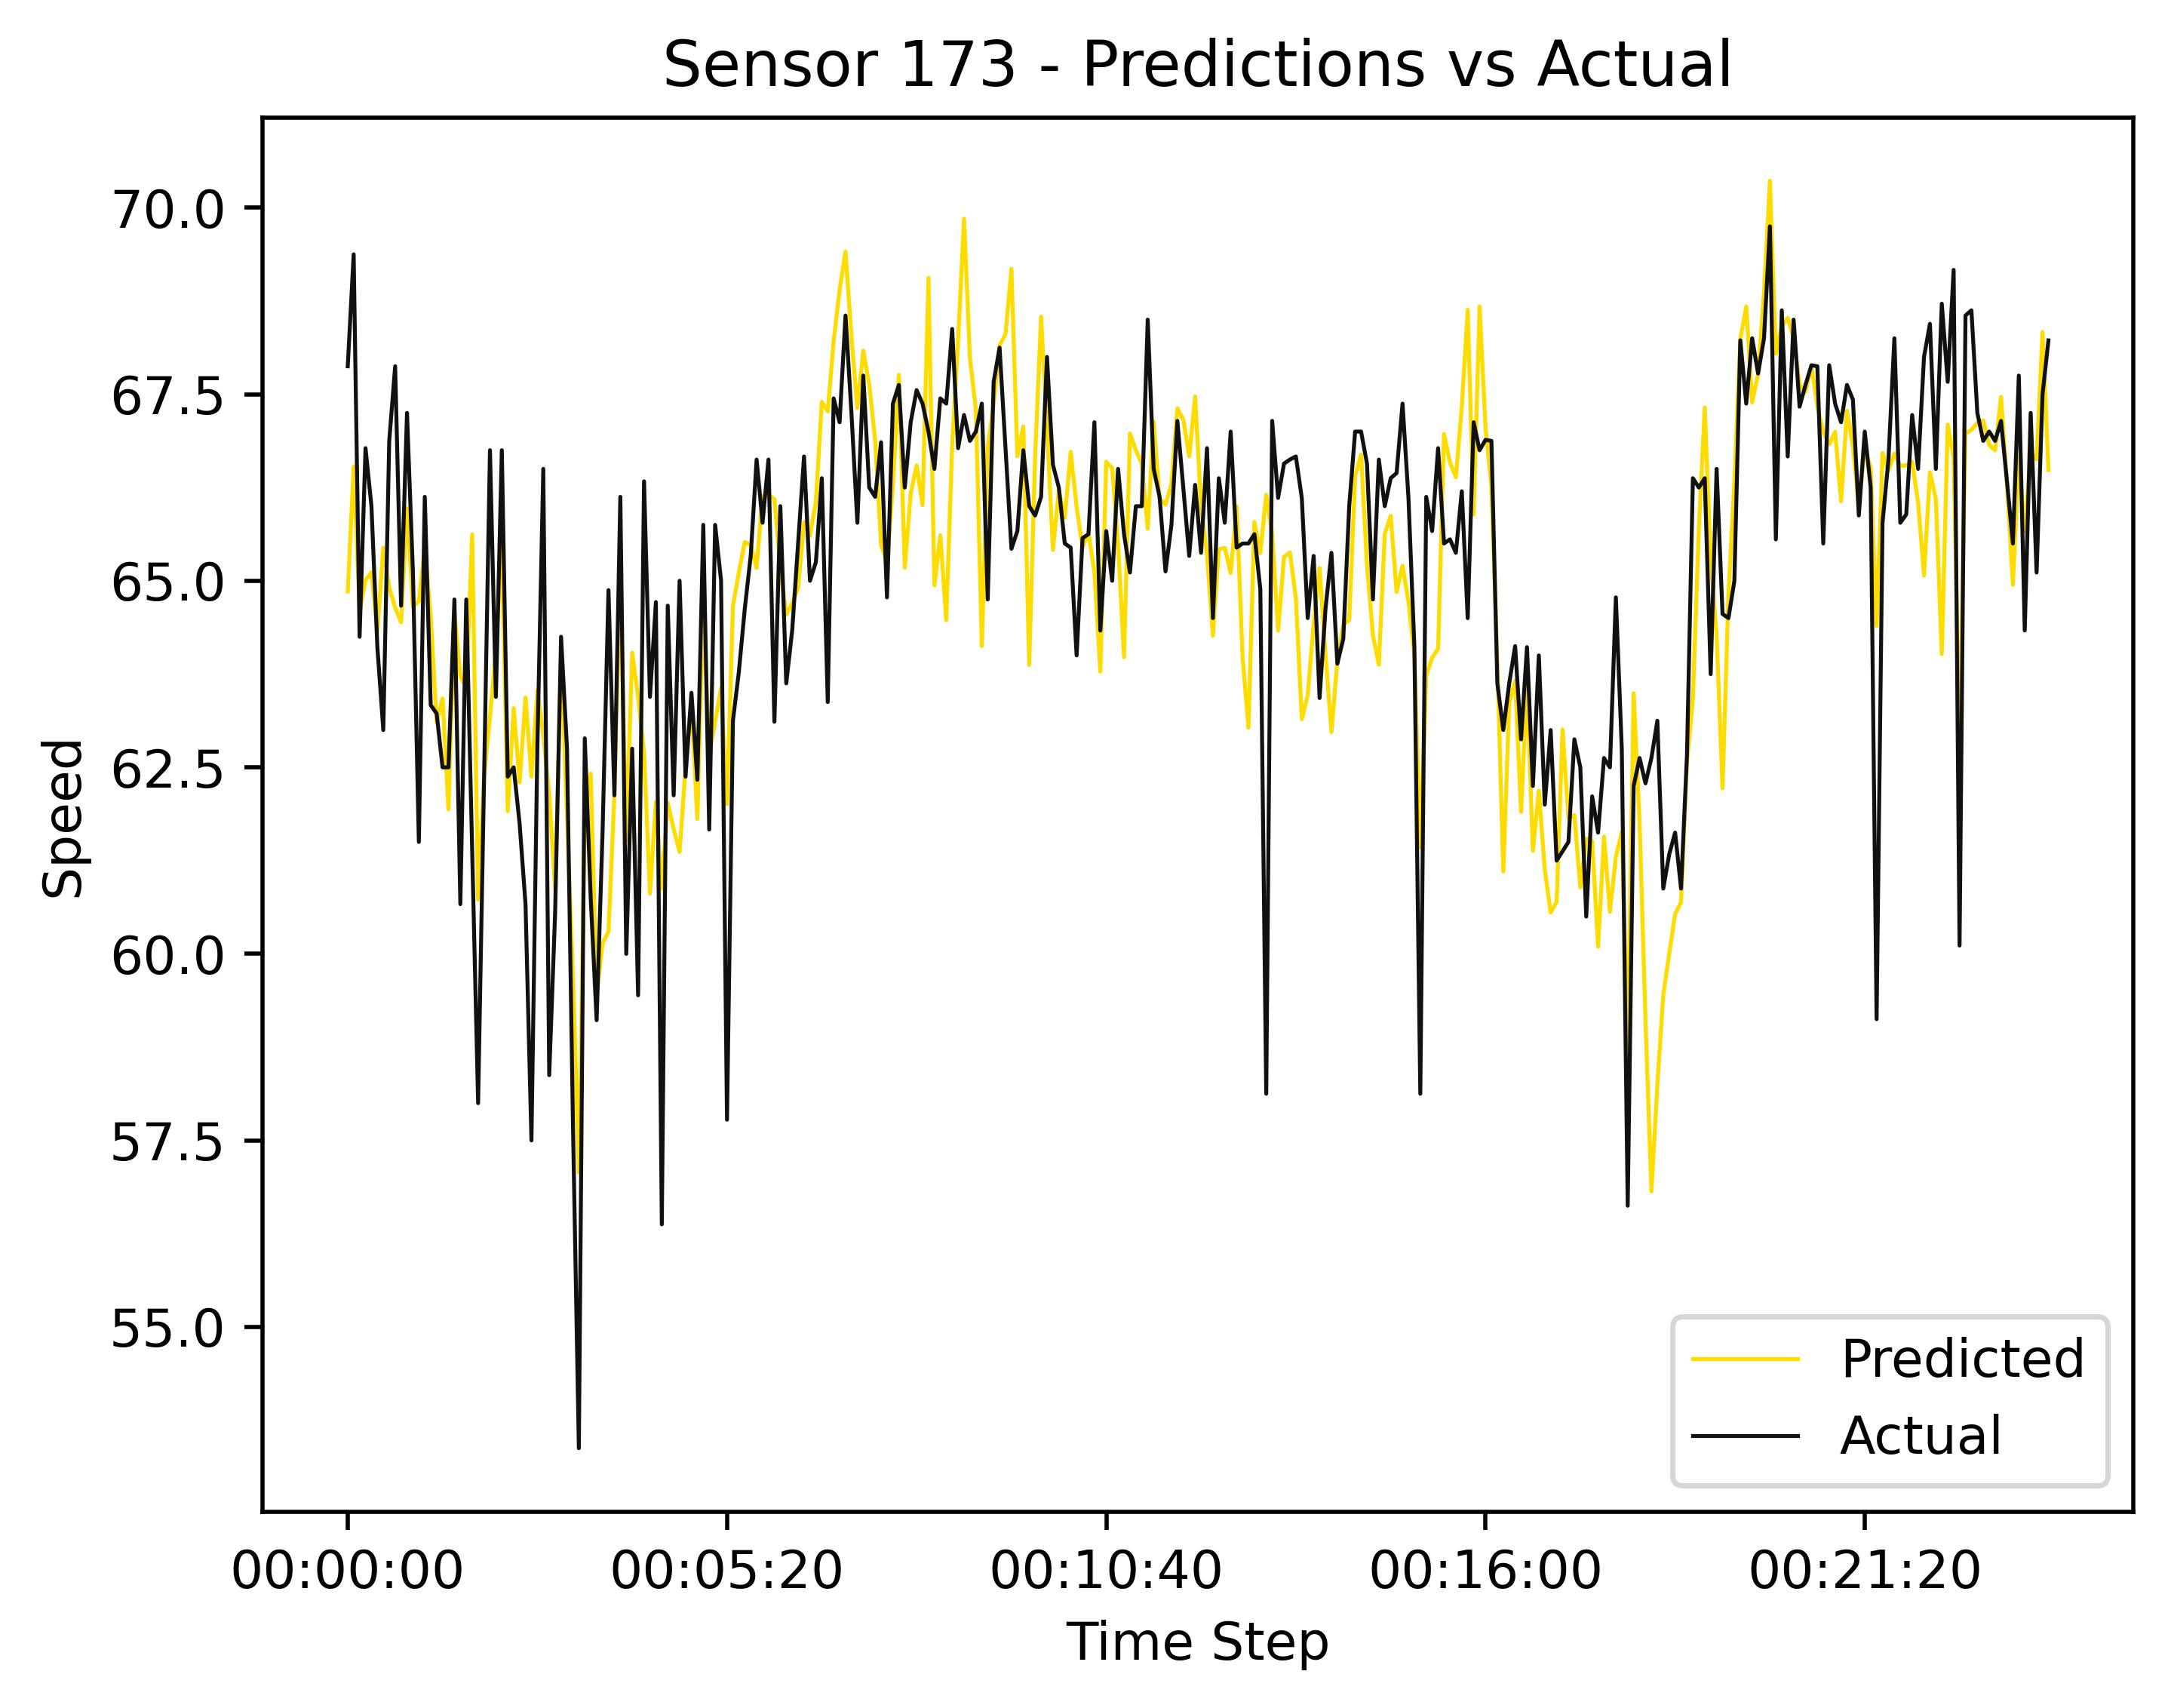 Sensor 173 - Predictions vs Actual
70.0
67.5
65.0
62.5
60.0
57.5
55.0
Speed
Predicted
Actual
00:00:00 00:05:20 00:10:40 00:16:00 00:21:20
Time Step